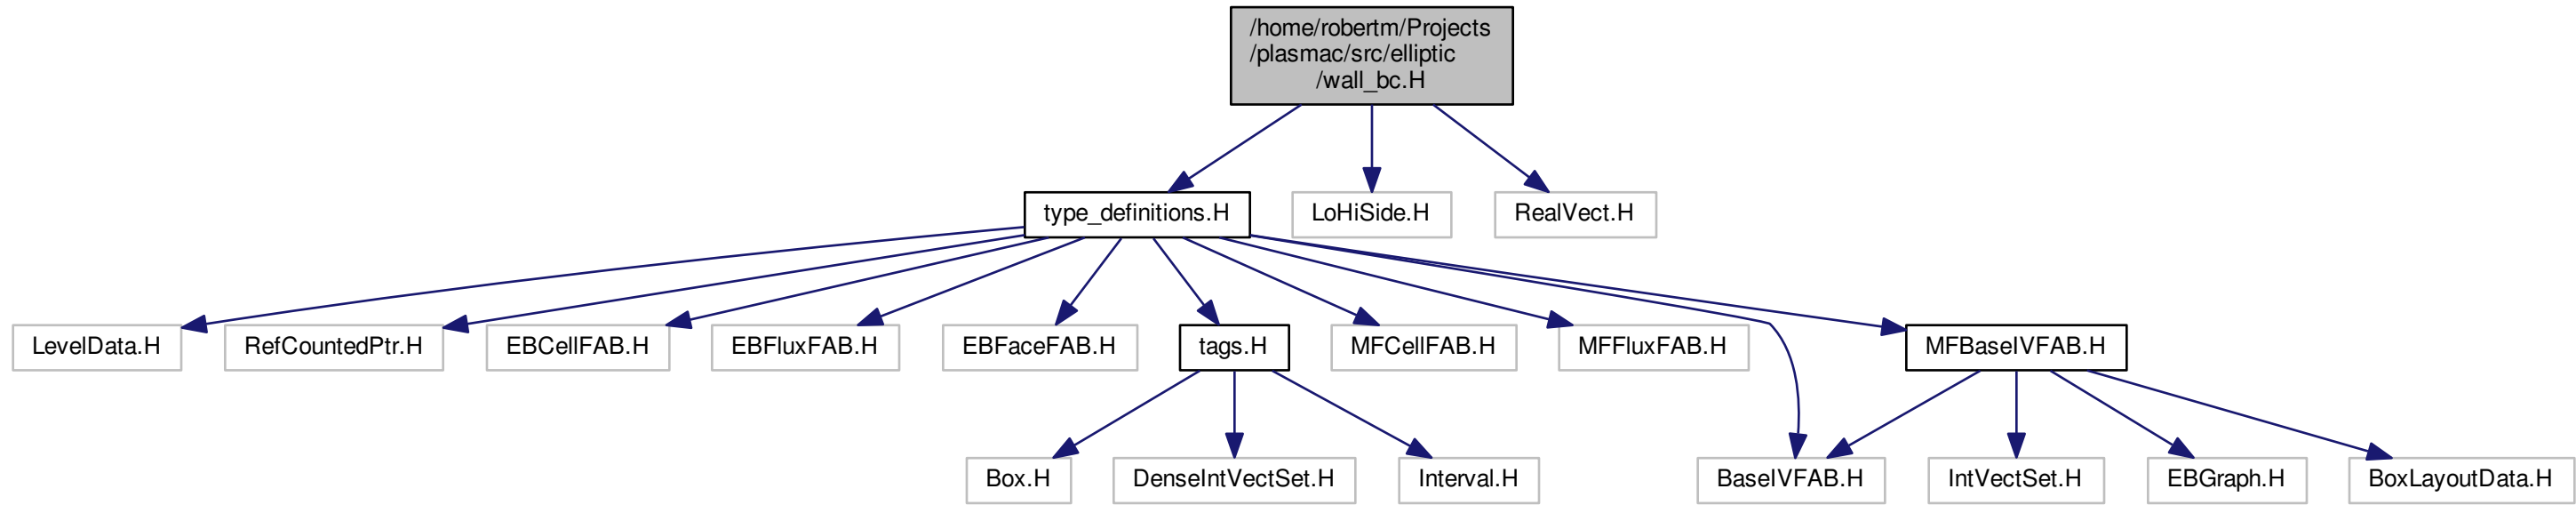 /home/robertm/Projects
/plasmac/src/elliptic
/wall_bc.H
type_definitions.H
LoHiSide.H
RealVect.H
LevelData.H
RefCountedPtr.H
EBCellFAB.H
EBFluxFAB.H
EBFaceFAB.H
tags.H
MFCellFAB.H
MFFluxFAB.H
MFBaseIVFAB.H
Box.H
DenseIntVectSet.H
Interval.H
BaseIVFAB.H
IntVectSet.H
EBGraph.H
BoxLayoutData.H